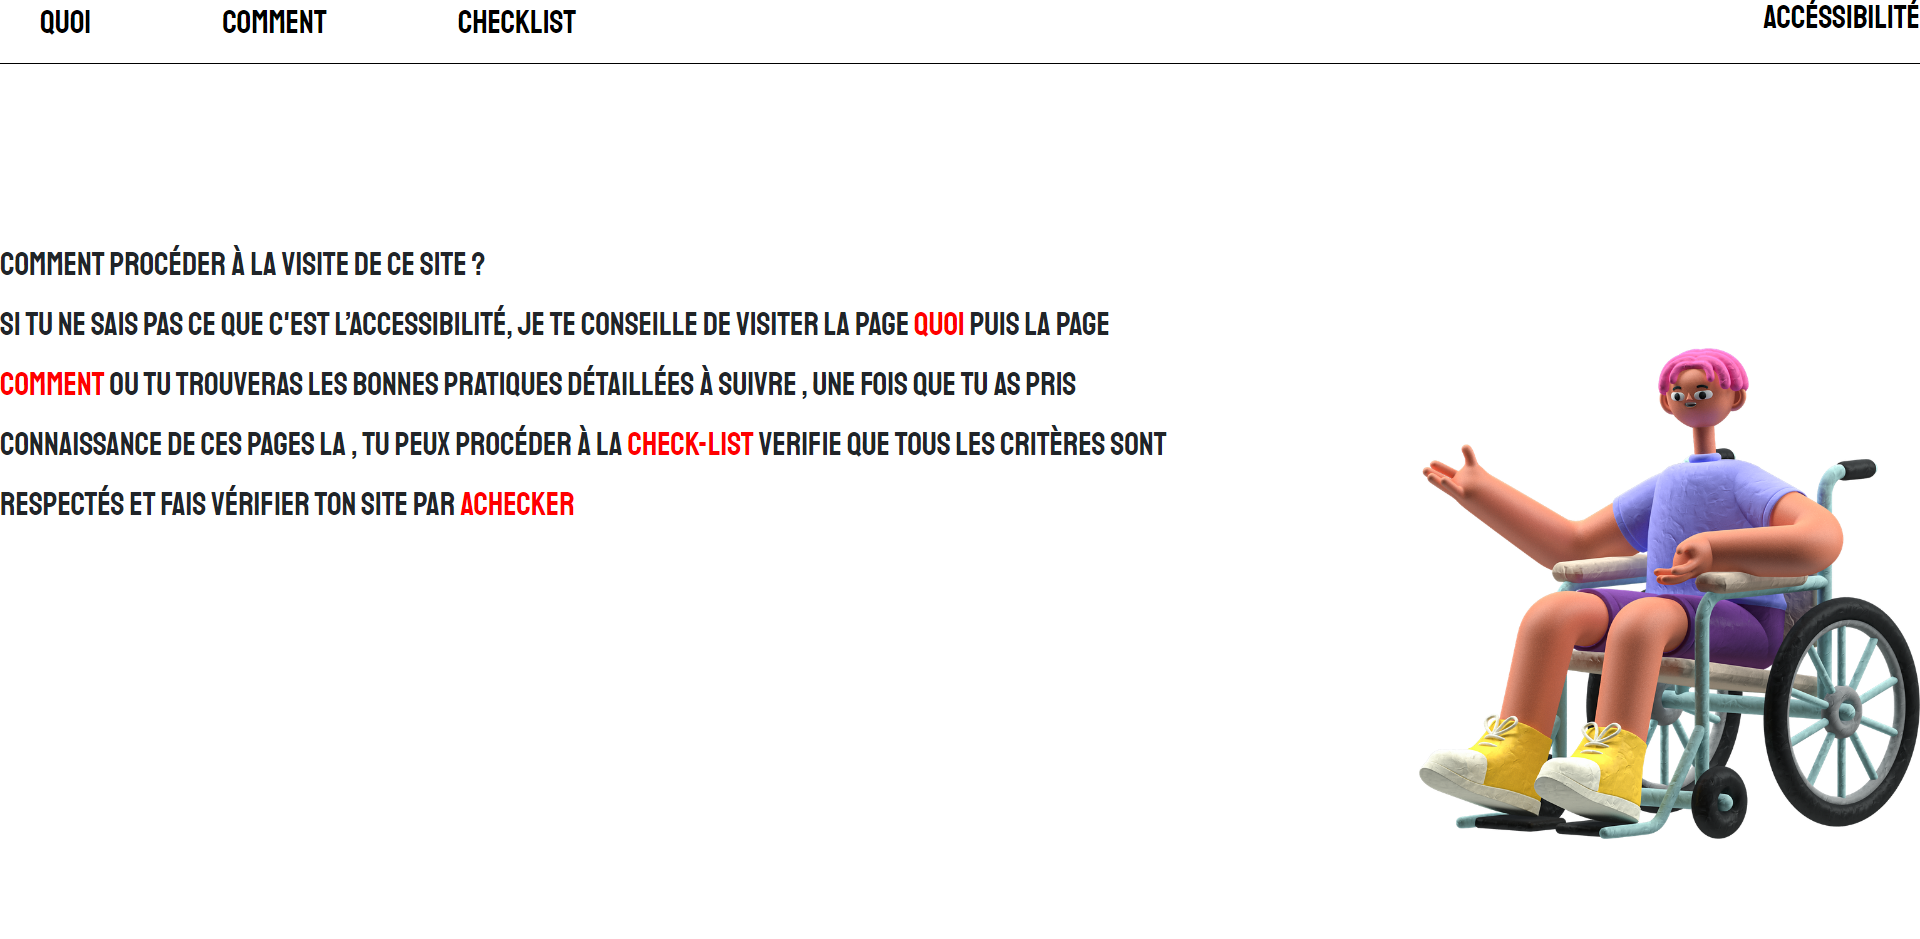 QUOI
COMMENT
CHECKLIST
ACCÉSSIBILITÉ
COMMENT PROCÉDER À LA VISITE DE CE SITE ?
SI TU NE SAIS PAS CE QUE C'EST L’ACCESSIBILITÉ, JE TE CONSEILLE DE VISITER LA PAGE QUOI PUIS LA PAGE
COMMENT OU TU TROUVERAS LES BONNES PRATIQUES DÉTAILLÉES À SUIVRE , UNE FOIS QUE TU AS PRIS
CONNAISSANCE DE CES PAGES LA , TU PEUX PROCÉDER À LA CHECK-LIST VERIFIE QUE TOUS LES CRITÈRES SONT
RESPECTÉS ET FAIS VÉRIFIER TON SITE PAR ACHECKER